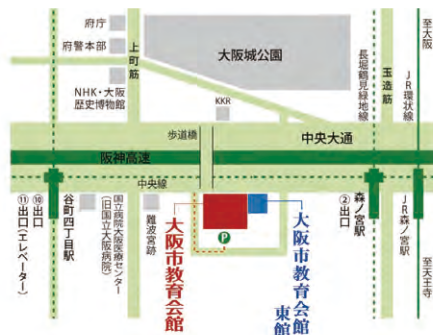 府庁
府警本部
上町筋
大阪城公園
長堀鶴見緑地線
玉造筋
JR環状線
至大阪
NHK・大阪
歴史博物館
KKR
歩道橋
中央大通
阪神高速
中央線
⑪出口(エレベーター)
⑩出口
谷町四丁目駅
国立病院大阪医療センター
(旧国立大阪病院)
難波宮跡
大阪市教育会館
P
大阪市教育会館
東館
②出口
森ノ宮駅
JR森ノ宮駅
至天王寺